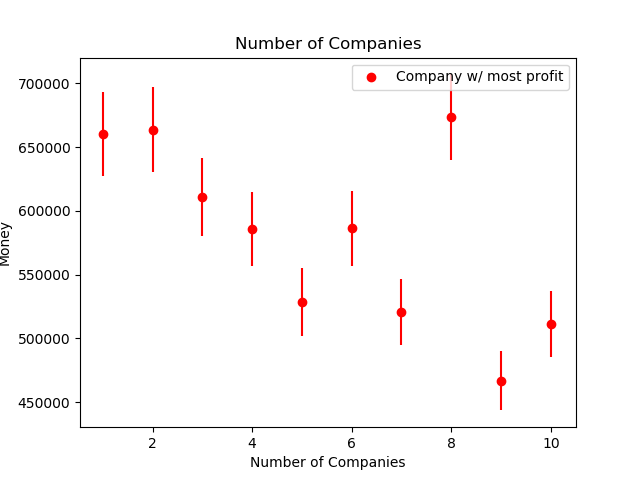 Number of Companies
Company w/ most profit
700000
650000
600000
550000
500000
450000
Money
2
4
6
8
10
Number of Companies